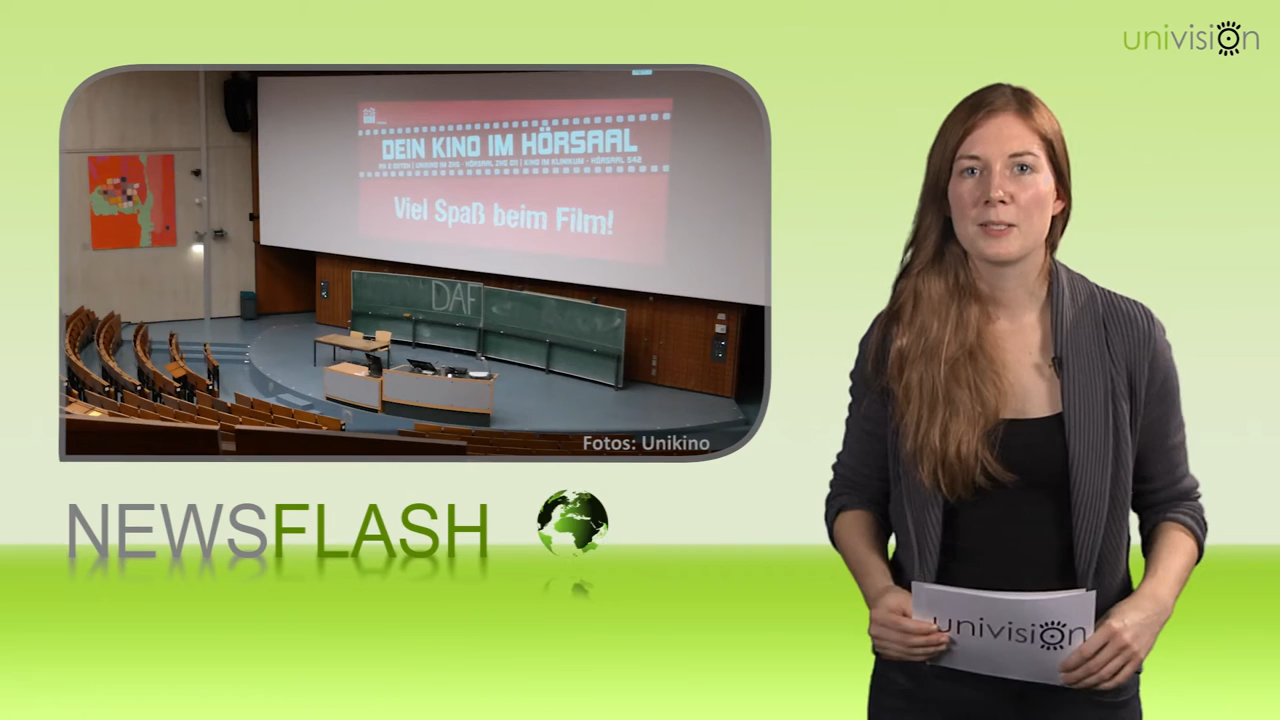 univision
DEIN KINO IM HÖRSAAL
Viel Spaß beim Film!
DAF
Fotos: Unikino
NEWSFLASH
univision